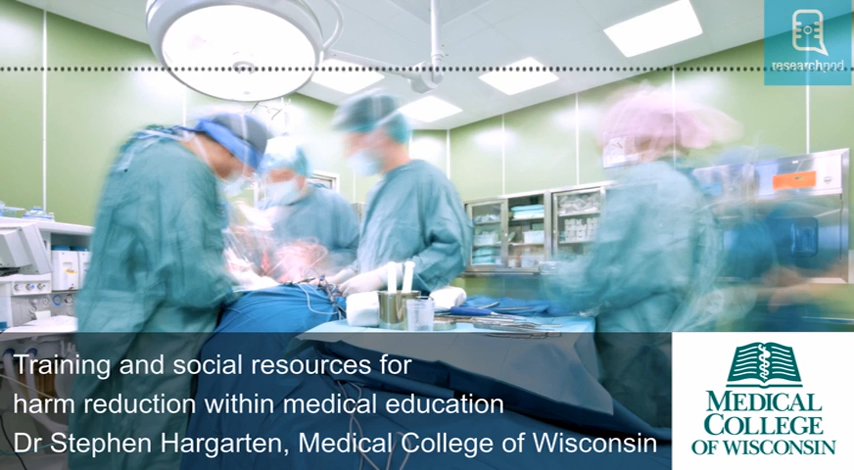 researchpod
Training and social resources for
harm reduction within medical education
Dr Stephen Hargarten, Medical College of Wisconsin
MEDICAL
COLLEGE
OF WISCONSIN